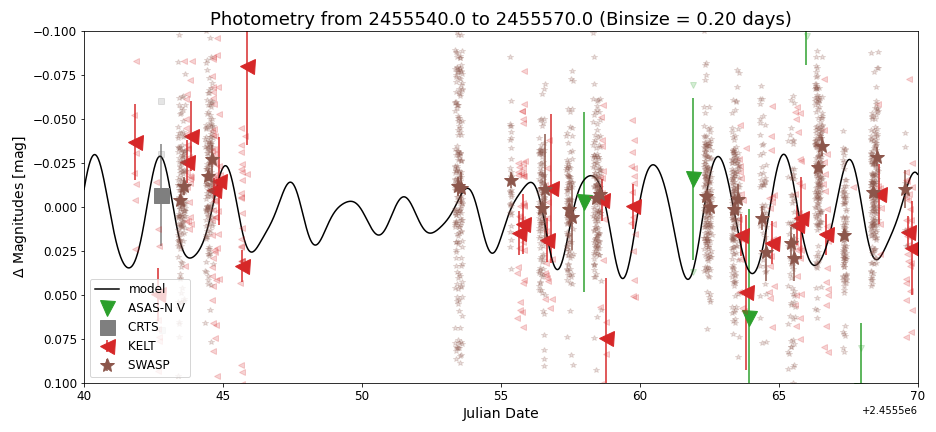 Photometry from 2455540.0 to 2455570.0 (Binsize = 0.20 days)
Δ Magnitudes [mag]
−0.100
−0.075
−0.050
−0.025
0.000
0.025
0.050
0.075
0.100
model
ASAS-N V
CRTS
KELT
SWASP
40
45
50
55
60
65
70
Julian Date
+2.4555e6